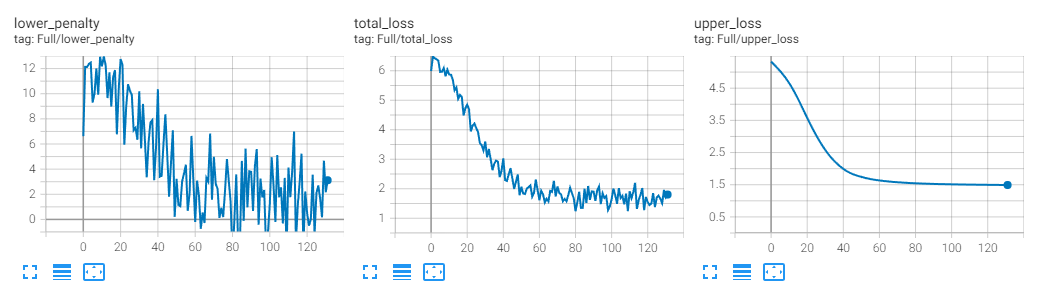 lower_penalty
tag: Full/lower_penalty
12
10
8
6
4
2
0
0 20 40 60 80 100 120
total_loss
tag: Full/total_loss
6
5
4
3
2
1
0 20 40 60 80 100 120
upper_loss
tag: Full/upper_loss
4.5
3.5
2.5
1.5
0.5
0 20 40 60 80 100 120